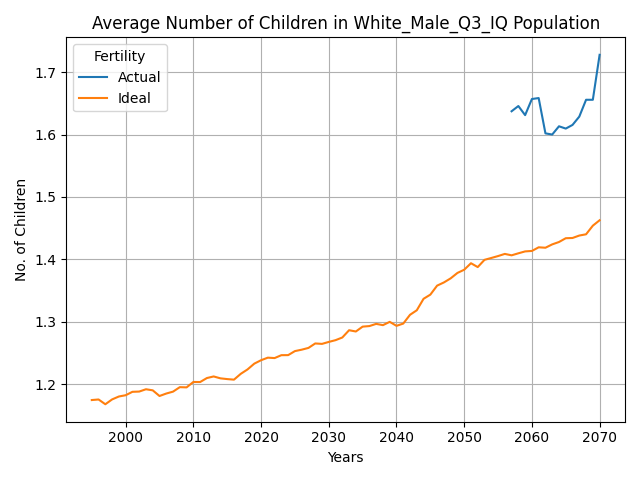 Average Number of Children in White_Male_Q3_IQ Population
Fertility
Actual
Ideal
No. of Children
1.7
1.6
1.5
1.4
1.3
1.2
2000 2010 2020 2030 2040 2050 2060 2070
Years